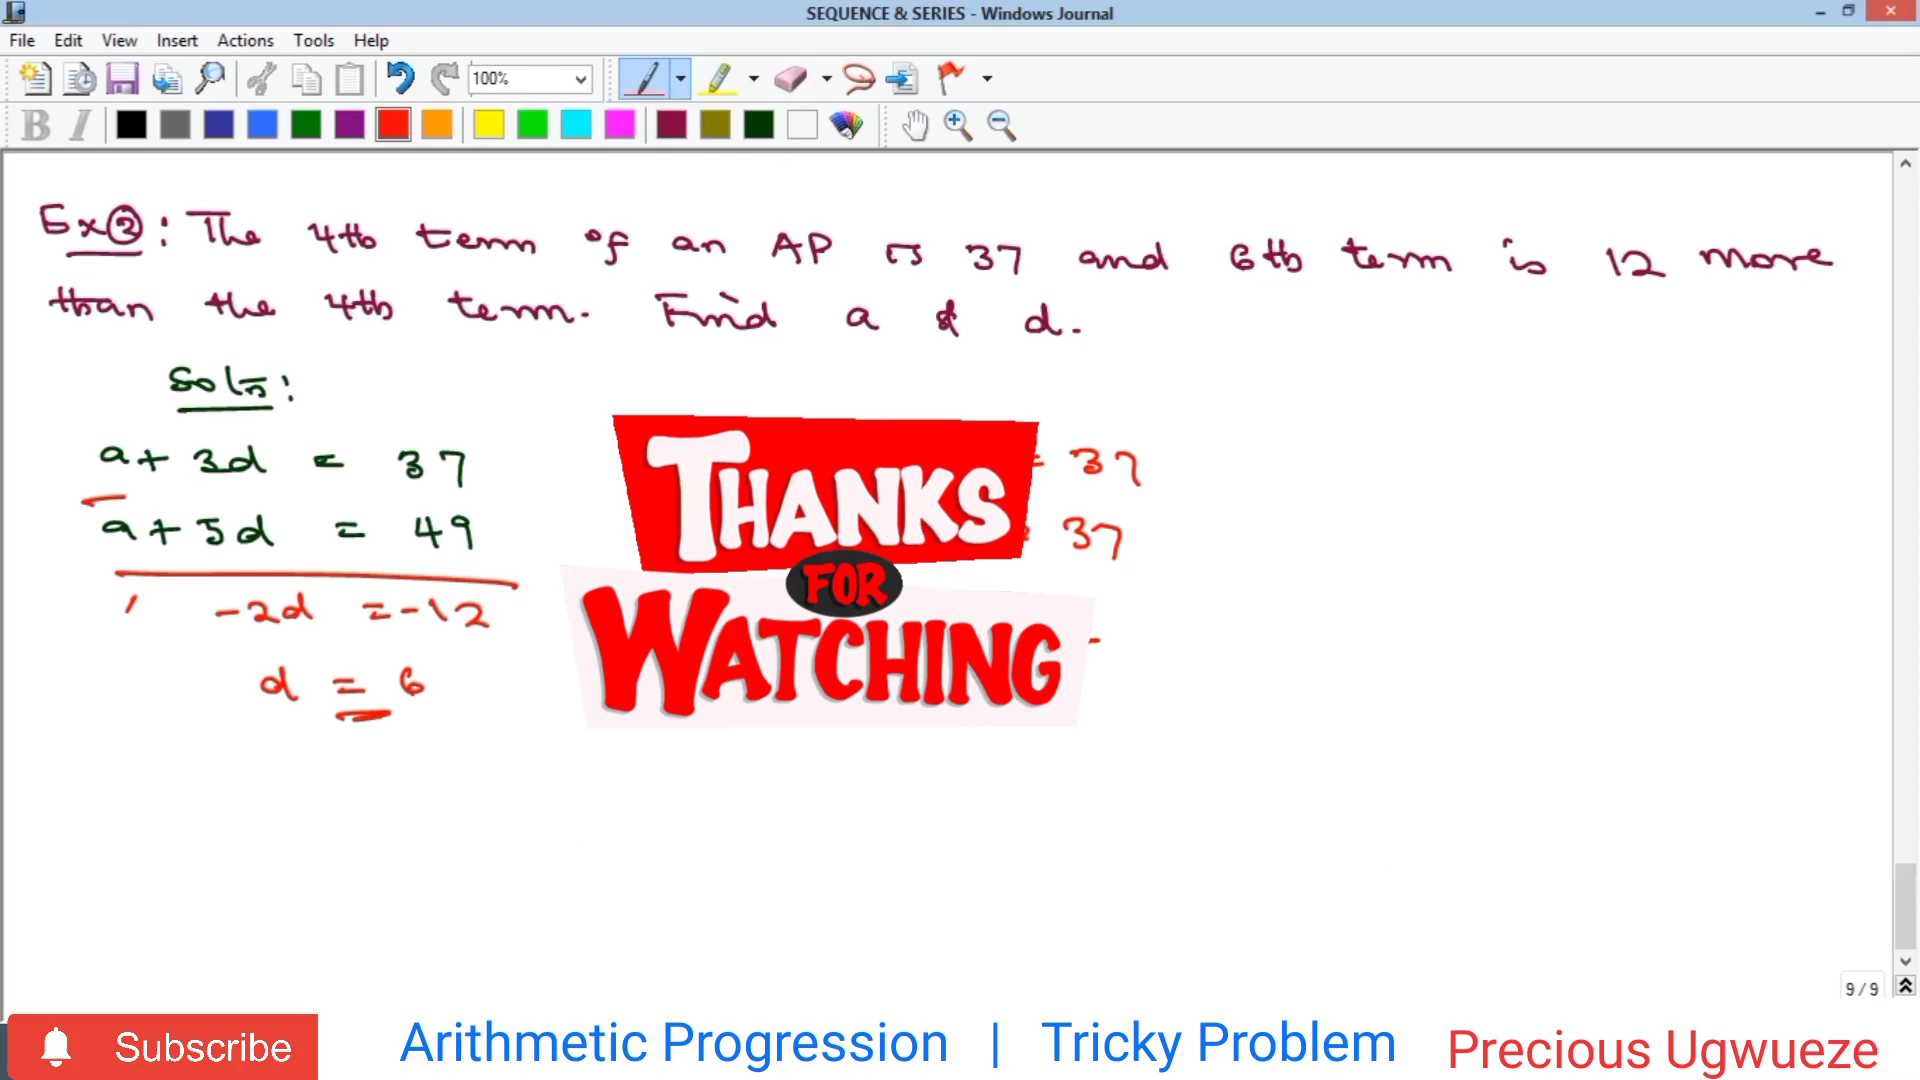 SEQUENCE & SERIES - Windows Journal
File Edit View Insert Actions Tools Help
100%
B I
Ex②: The 4th term of an AP is 37 and 6th term is 12 more
than the 4th term. Find a & d.
Soln:
a + 3d = 37
a + 5d = 49
-2d = -12
d = 6
= 37
= 37
THANKS
FOR
WATCHING
9 / 9
Subscribe
Arithmetic Progression | Tricky Problem
Precious Ugwueze